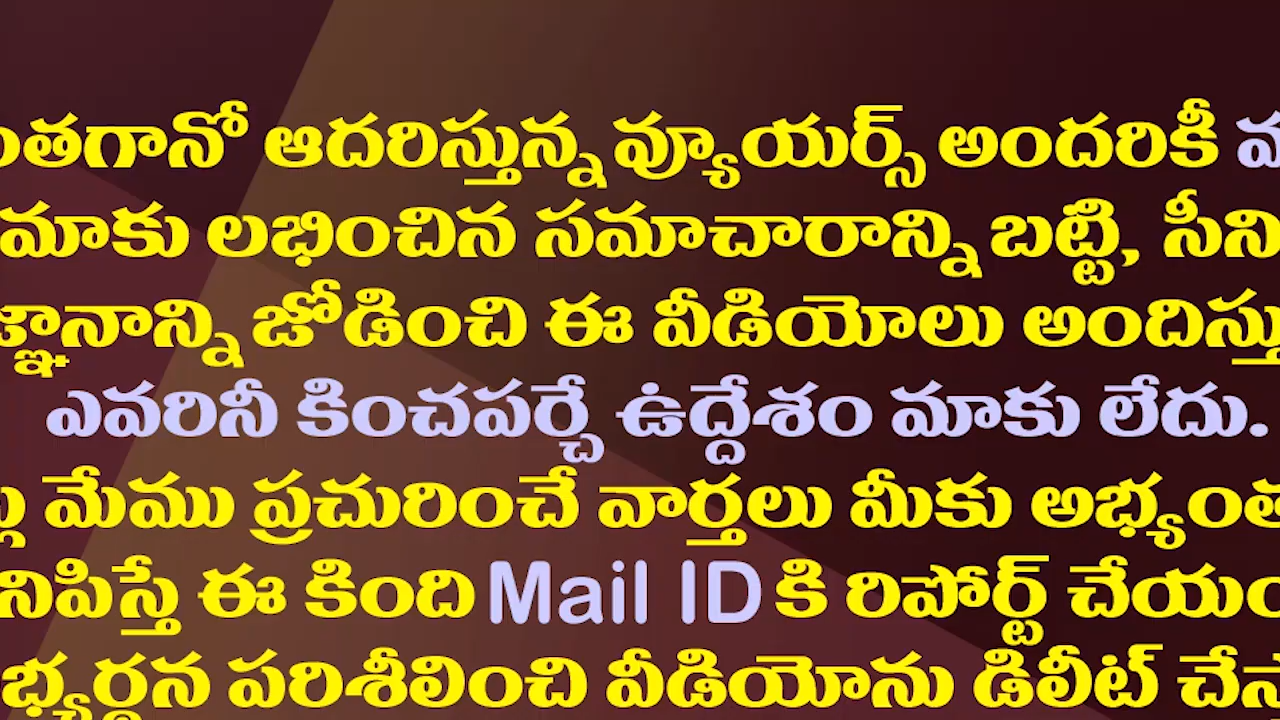 ంతగానో ఆదరిస్తున్న వ్యూయర్స్ అందరికీ
మాకు లభించిన సమాచారాన్ని బట్టి, సీని
జ్ఞానాన్ని జోడించి ఈ వీడియోలు అందిస్తు
ఎవరినీ కించపర్చే ఉద్దేశం మాకు లేదు.
మేము ప్రచురించే వార్తలు మీకు అభ్యంత
నిపిస్తే ఈ కింది Mail ID కి రిపోర్ట్ చేయం
భ్యర్ధన పరిశీలించి వీడియోను డిలీట్ చేస